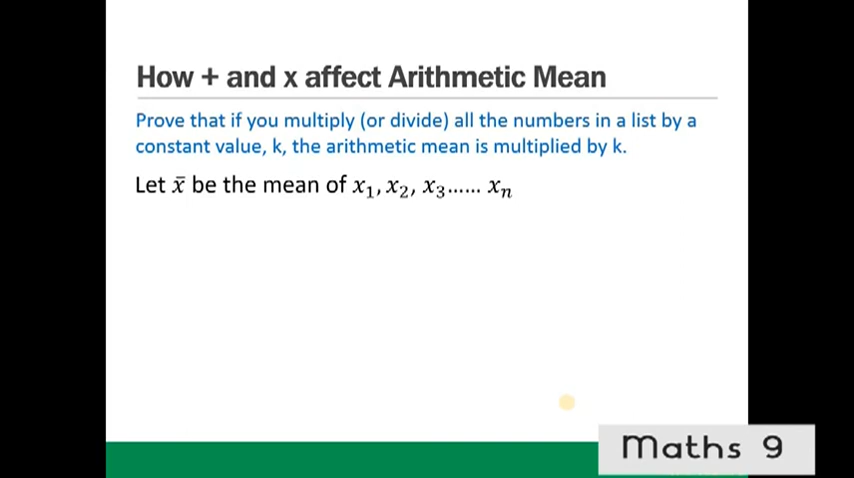 How + and x affect Arithmetic Mean
Prove that if you multiply (or divide) all the numbers in a list by a
constant value, k, the arithmetic mean is multiplied by k.
Let x̄ be the mean of x₁, x₂, x₃...... xₙ
Maths 9